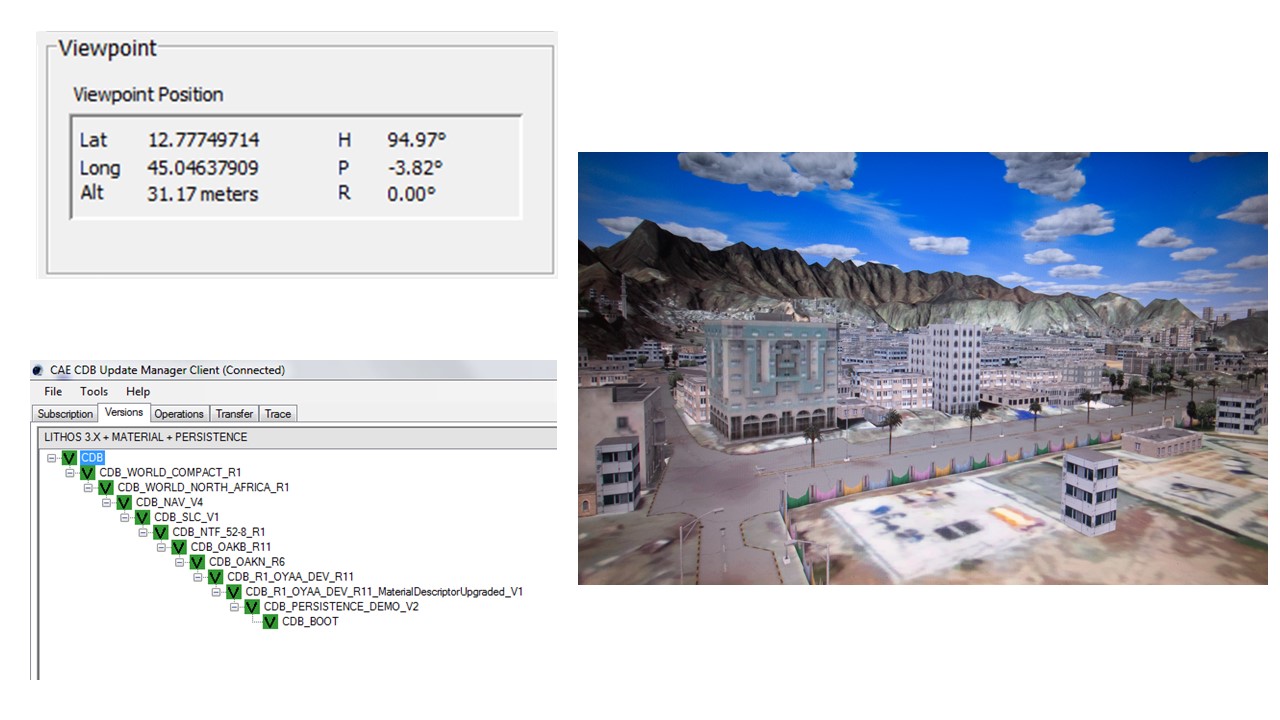 Viewpoint
Viewpoint Position
Lat 12.77749714 H 94.97°
Long 45.04637909 P -3.82°
Alt 31.17 meters R 0.00°
CAE CDB Update Manager Client (Connected)
File Tools Help
Subscription Versions Operations Transfer Trace
LITHOS 3.X + MATERIAL + PERSISTENCE
CDB
CDB_WORLD_COMPACT_R1
CDB_WORLD_NORTH_AFRICA_R1
CDB_NAV_V4
CDB_SLC_V1
CDB_NTF_52-8_R1
CDB_OAKB_R11
CDB_OAKN_R6
CDB_R1_OYAA_DEV_R11
CDB_R1_OYAA_DEV_R11_MaterialDescriptorUpgraded_V1
CDB_PERSISTENCE_DEMO_V2
CDB_BOOT